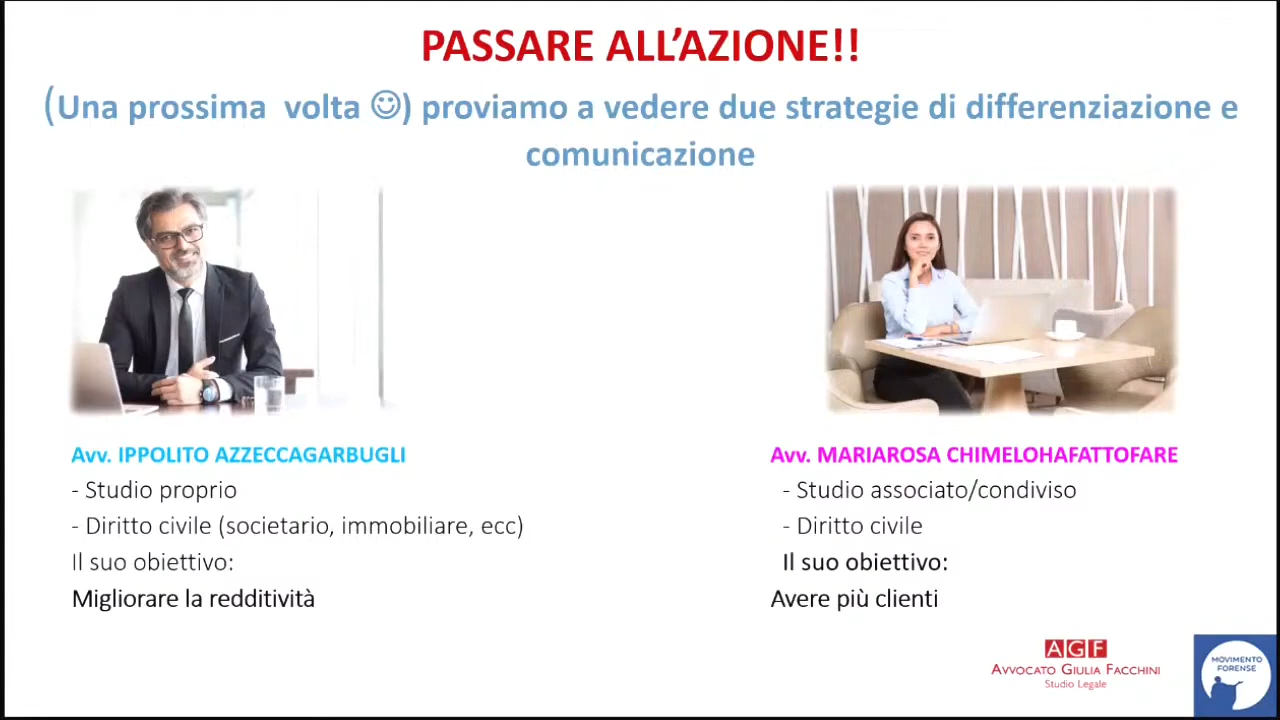 PASSARE ALL'AZIONE!!
(Una prossima volta ☺) proviamo a vedere due strategie di differenziazione e
comunicazione
Avv. IPPOLITO AZZECCAGARBUGLI
- Studio proprio
- Diritto civile (societario, immobiliare, ecc)
Il suo obiettivo:
Migliorare la redditività
Avv. MARIAROSA CHIMELOHAFATTOFARE
- Studio associato/condiviso
- Diritto civile
Il suo obiettivo:
Avere più clienti
AGF
AVVOCATO GIULIA FACCHINI
Studio Legale
MOVIMENTO
FORENSE